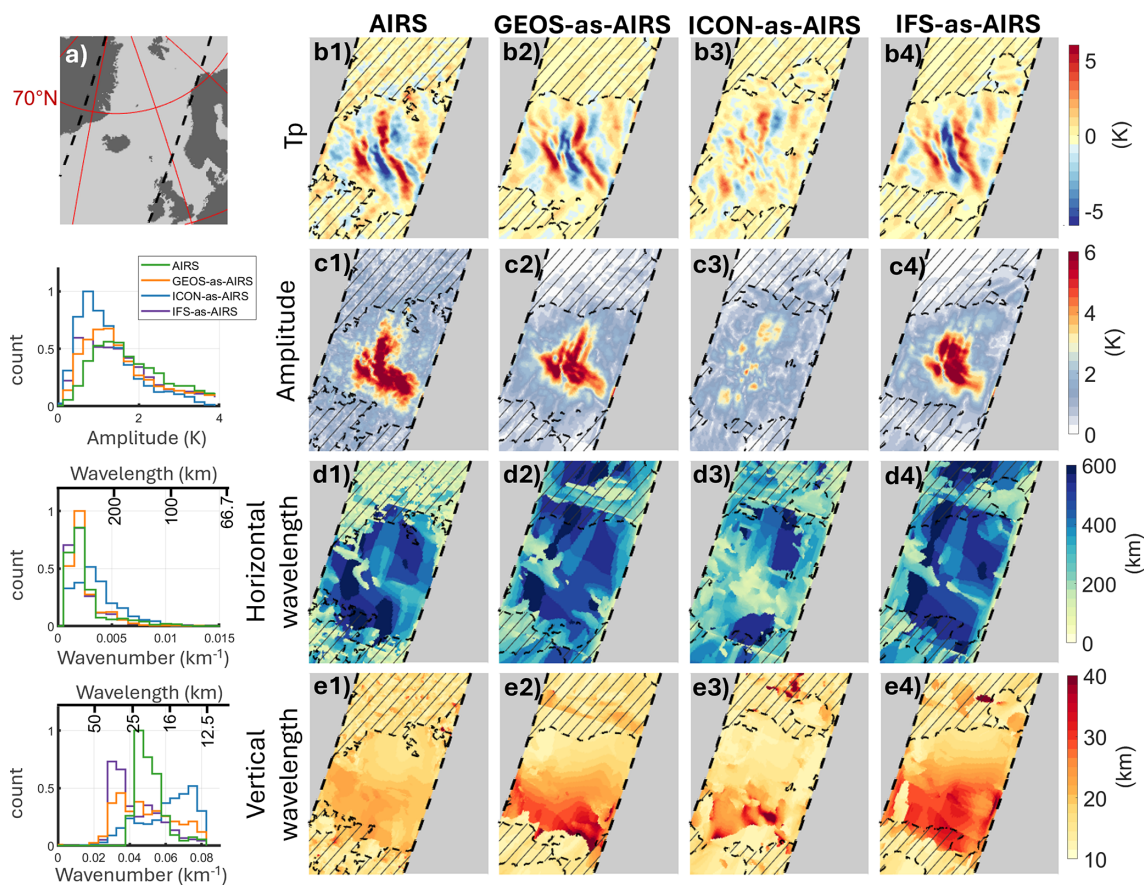 AIRS GEOS-as-AIRS ICON-as-AIRS IFS-as-AIRS
a) b1) b2) b3) b4)
70°N
Tp
5
0
-5
(K)
AIRS
GEOS-as-AIRS
ICON-as-AIRS
IFS-as-AIRS
1
0.5
0
count
0 2 4
Amplitude (K)
c1) c2) c3) c4)
Amplitude
6
4
2
0
(K)
Wavelength (km)
200 100 66.7
1
0.5
0
count
0 0.005 0.01 0.015
Wavenumber (km⁻¹)
d1) d2) d3) d4)
Horizontal
wavelength
600
400
200
0
(km)
Wavelength (km)
50 25 16 12.5
1
0.5
0
count
0 0.02 0.04 0.06 0.08
Wavenumber (km⁻¹)
e1) e2) e3) e4)
Vertical
wavelength
40
30
20
10
(km)